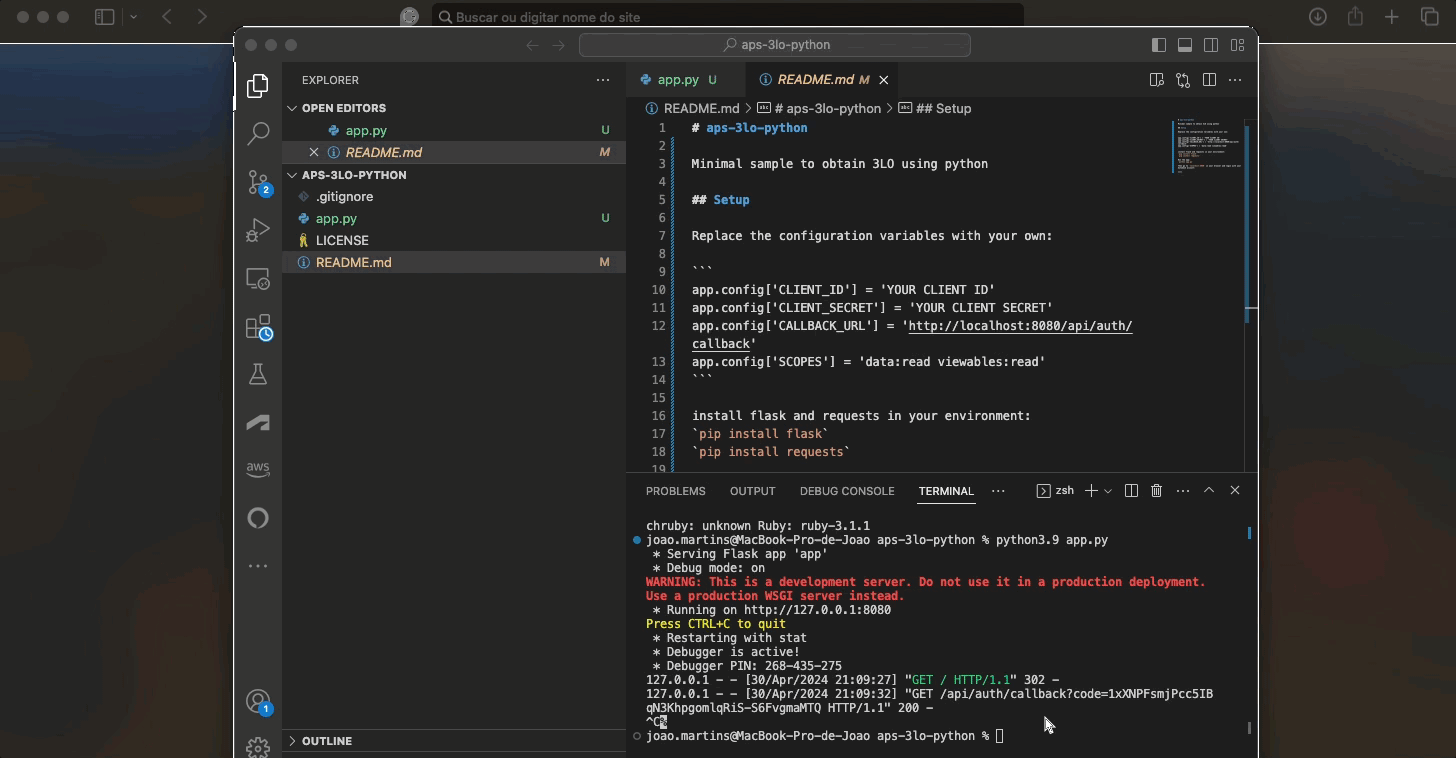 Buscar ou digitar nome do site
aps-3lo-python
EXPLORER
OPEN EDITORS
app.py U
README.md M
APS-3LO-PYTHON
.gitignore
app.py U
LICENSE
README.md M
OUTLINE
2
aws
1
app.py U
README.md M
README.md > # aps-3lo-python > ## Setup
1 # aps-3lo-python
2
3 Minimal sample to obtain 3LO using python
4
5 ## Setup
6
7 Replace the configuration variables with your own:
8
9 ```
10 app.config['CLIENT_ID'] = 'YOUR CLIENT ID'
11 app.config['CLIENT_SECRET'] = 'YOUR CLIENT SECRET'
12 app.config['CALLBACK_URL'] = 'http://localhost:8080/api/auth/
callback'
13 app.config['SCOPES'] = 'data:read viewables:read'
14 ```
15
16 install flask and requests in your environment:
17 `pip install flask`
18 `pip install requests`
19
PROBLEMS OUTPUT DEBUG CONSOLE TERMINAL zsh
chruby: unknown Ruby: ruby-3.1.1
joao.martins@MacBook-Pro-de-Joao aps-3lo-python % python3.9 app.py
* Serving Flask app 'app'
* Debug mode: on
WARNING: This is a development server. Do not use it in a production deployment.
Use a production WSGI server instead.
* Running on http://127.0.0.1:8080
Press CTRL+C to quit
* Restarting with stat
* Debugger is active!
* Debugger PIN: 268-435-275
127.0.0.1 - - [30/Apr/2024 21:09:27] "GET / HTTP/1.1" 302 -
127.0.0.1 - - [30/Apr/2024 21:09:32] "GET /api/auth/callback?code=1xXNPFsmjPcc5IB
qN3KhpgomlqRiS-S6FvgmaMTQ HTTP/1.1" 200 -
^C%
joao.martins@MacBook-Pro-de-Joao aps-3lo-python %